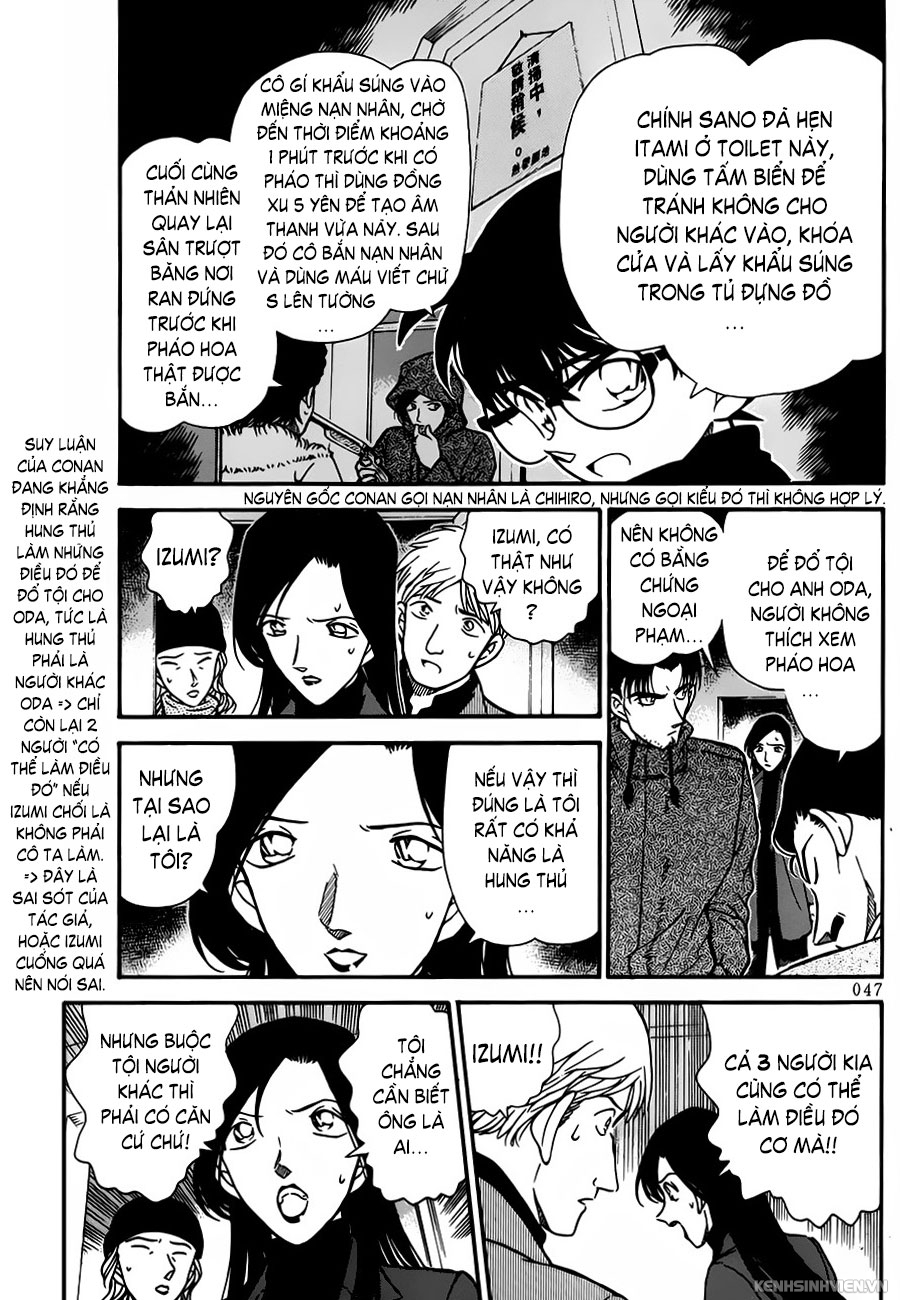 清掃中，
敬請稍候。
CHÍNH SANO ĐÃ HẸN
ITAMI Ở TOILET NÀY,
DÙNG TẤM BIỂN ĐỂ
TRÁNH KHÔNG CHO
NGƯỜI KHÁC VÀO, KHÓA
CỬA VÀ LẤY KHẨU SÚNG
TRONG TỦ ĐỰNG ĐỒ
...
CÔ GÍ KHẨU SÚNG VÀO
MIỆNG NẠN NHÂN, CHỜ
ĐẾN THỜI ĐIỂM KHOẢNG
1 PHÚT TRƯỚC KHI CÓ
PHÁO THÌ DÙNG ĐỒNG
XU 5 YÊN ĐỂ TẠO ÂM
THANH VỪA NÃY. SAU
ĐÓ CÔ BẮN NẠN NHÂN
VÀ DÙNG MÁU VIẾT CHỮ
S LÊN TƯỜNG
...
CUỐI CÙNG
THẢN NHIÊN
QUAY LẠI
SÂN TRƯỢT
BĂNG NƠI
RAN ĐỨNG
TRƯỚC KHI
PHÁO HOA
THẬT ĐƯỢC
BẮN...
NGUYÊN GỐC CONAN GỌI NẠN NHÂN LÀ CHIHIRO, NHƯNG GỌI KIỂU ĐÓ THÌ KHÔNG HỢP LÝ.
SUY LUẬN
CỦA CONAN
ĐANG KHẲNG
ĐỊNH RẰNG
HUNG THỦ
LÀM NHỮNG
ĐIỀU ĐÓ ĐỂ
ĐỔ TỘI CHO
ODA, TỨC LÀ
HUNG THỦ
PHẢI LÀ
NGƯỜI KHÁC
ODA => CHỈ
CÒN LẠI 2
NGƯỜI "CÓ
THỂ LÀM ĐIỀU
ĐÓ" NẾU
IZUMI CHỐI LÀ
KHÔNG PHẢI
CÔ TA LÀM.
=> ĐÂY LÀ
SAI SÓT CỦA
TÁC GIẢ,
HOẶC IZUMI
CUỐNG QUÁ
NÊN NÓI SAI.
ĐỂ ĐỔ TỘI
CHO ANH ODA,
NGƯỜI KHÔNG
THÍCH XEM
PHÁO HOA
...
NÊN KHÔNG
CÓ BẰNG
CHỨNG
NGOẠI
PHẠM...
IZUMI, CÓ
THẬT NHƯ
VẬY KHÔNG
?
IZUMI?
NẾU VẬY THÌ
ĐÚNG LÀ TÔI
RẤT CÓ KHẢ
NĂNG LÀ
HUNG THỦ
...
NHƯNG
TẠI SAO
LẠI LÀ
TÔI?
047
CẢ 3 NGƯỜI KIA
CŨNG CÓ THỂ
LÀM ĐIỀU ĐÓ
CƠ MÀ!!
IZUMI!!
TÔI
CHẲNG
CẦN BIẾT
ÔNG LÀ
AI...
NHƯNG BUỘC
TỘI NGƯỜI
KHÁC THÌ
PHẢI CÓ CĂN
CỨ CHỨ!
KENHSINHVIEN.VN